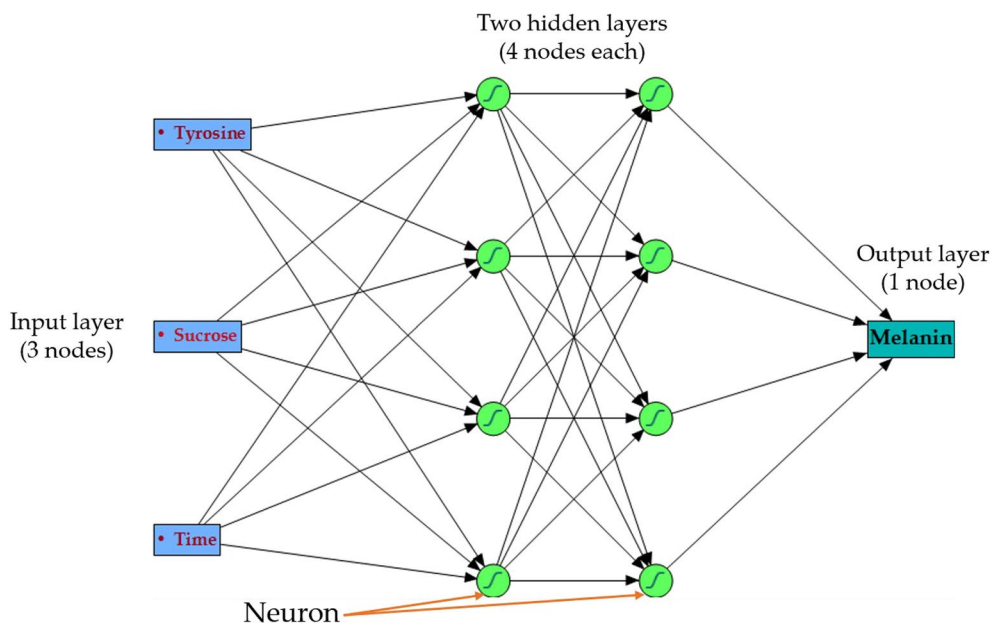 Two hidden layers
(4 nodes each)
• Tyrosine
Output layer
(1 node)
Input layer
(3 nodes)
• Sucrose
Melanin
• Time
Neuron